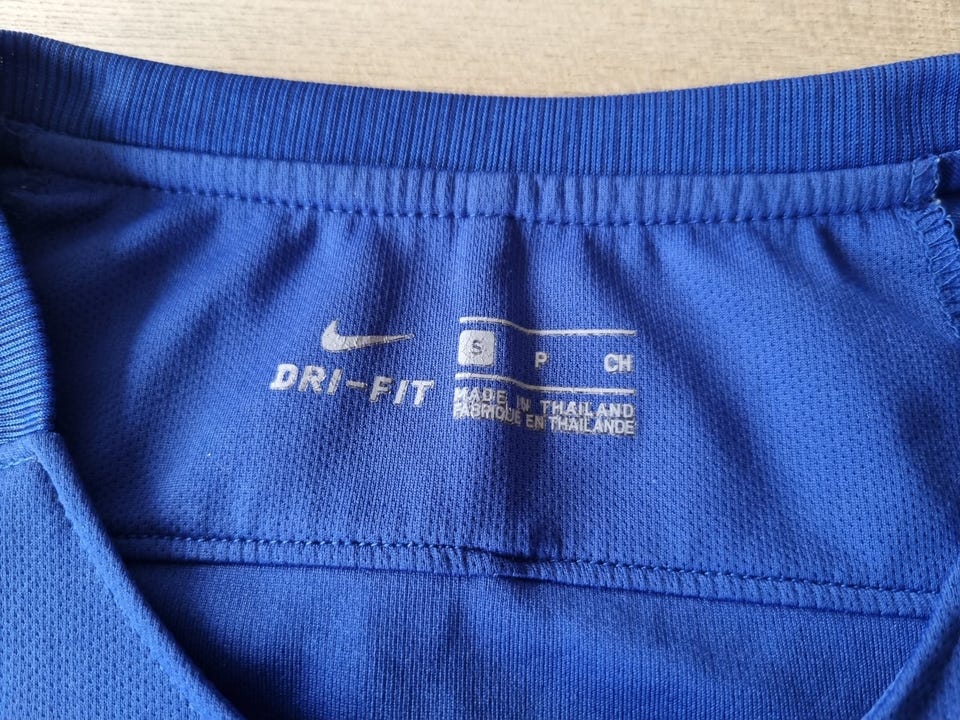 DRI-FIT
S P CH
MADE IN THAILAND
FABRIQUÉ EN THAÏLANDE